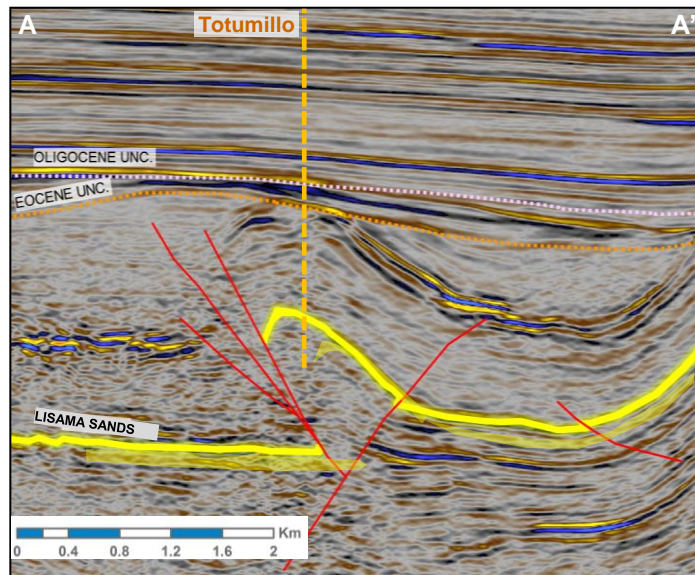 A
Totumillo
A'
OLIGOCENE UNC.
EOCENE UNC.
LISAMA SANDS
Km
0 0.4 0.8 1.2 1.6 2